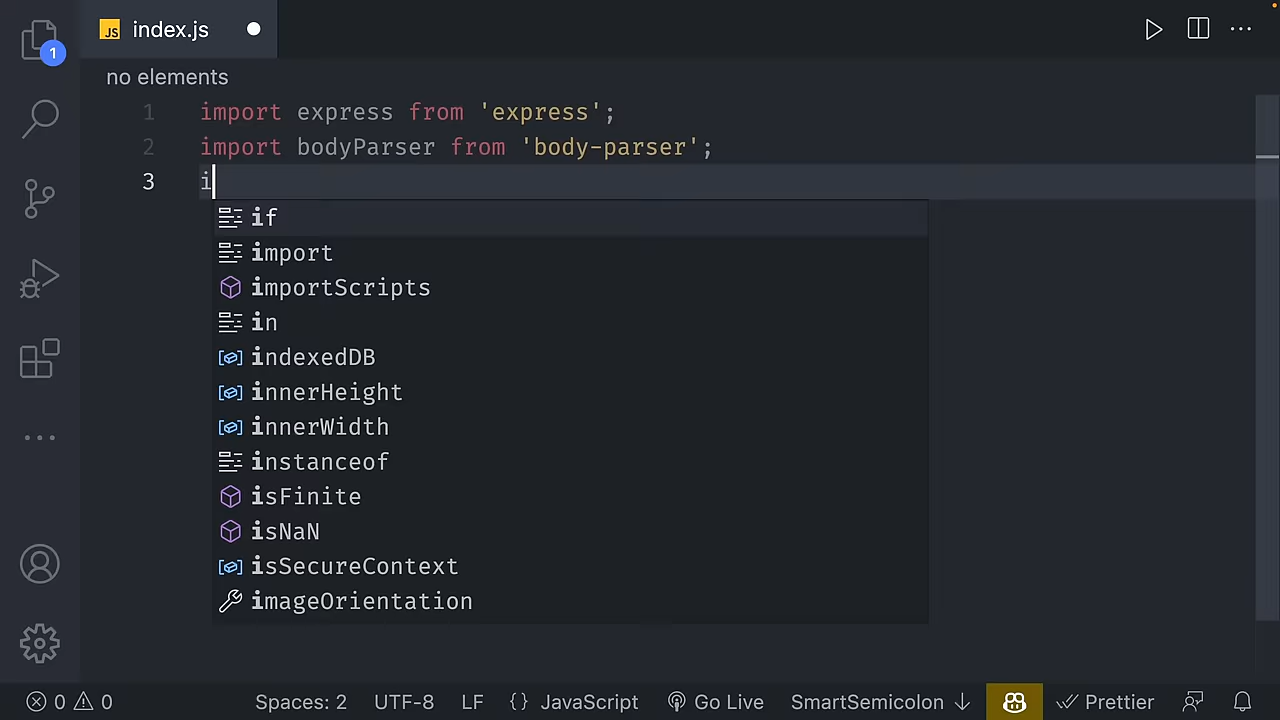 JS index.js
1
no elements
1 import express from 'express';
2 import bodyParser from 'body-parser';
3 i
if
import
importScripts
in
indexedDB
innerHeight
innerWidth
instanceof
isFinite
isNaN
isSecureContext
imageOrientation
0 0 Spaces: 2 UTF-8 LF {} JavaScript Go Live SmartSemicolon ↓ Prettier